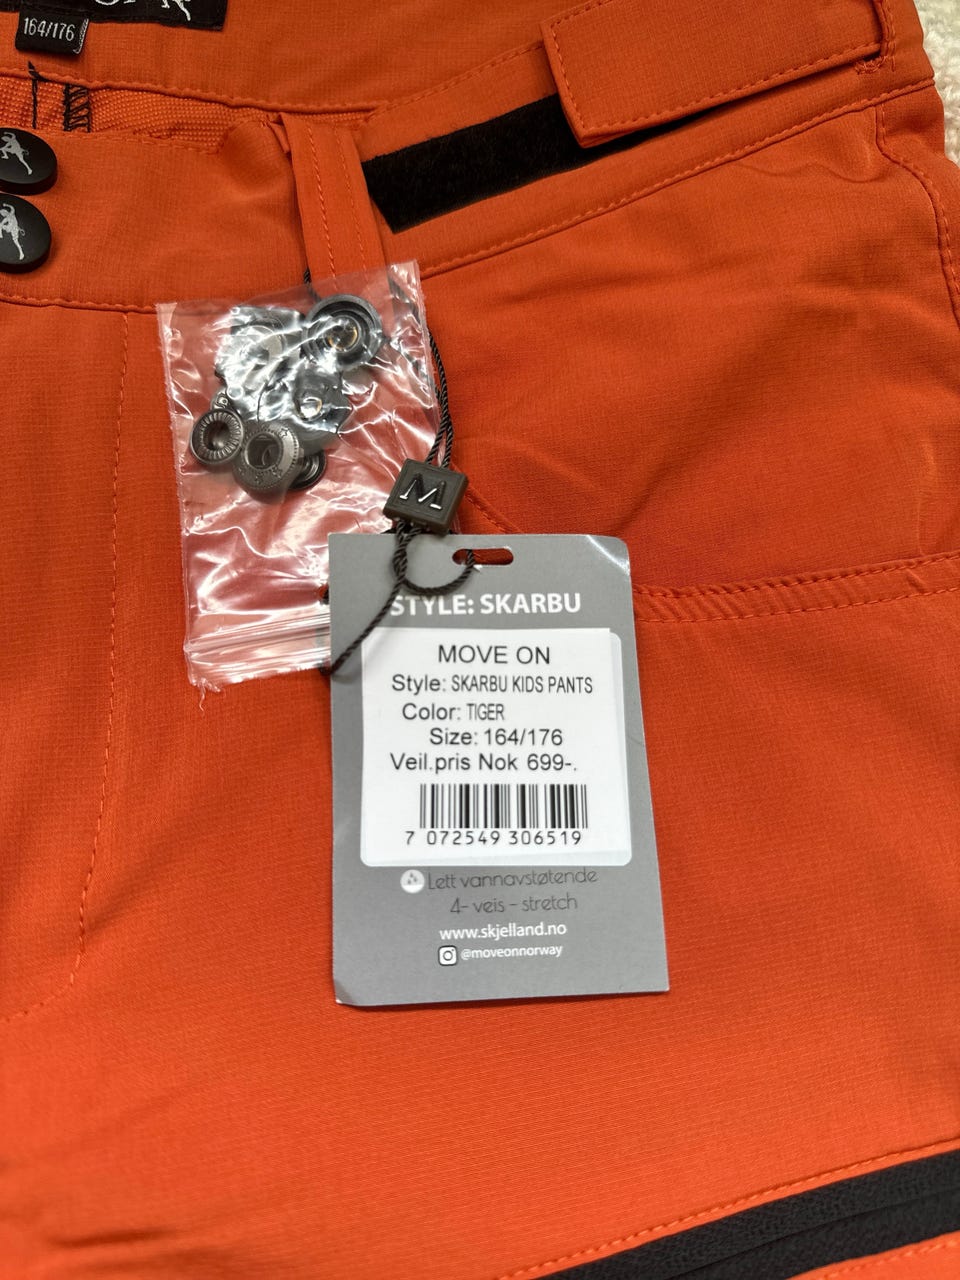 164/176
M
STYLE: SKARBU
MOVE ON
Style: SKARBU KIDS PANTS
Color: TIGER
Size: 164/176
Veil.pris Nok 699-.
7 072549 306519
Lett vannavstøtende
4- veis - stretch
www.skjelland.no
@moveonnorway